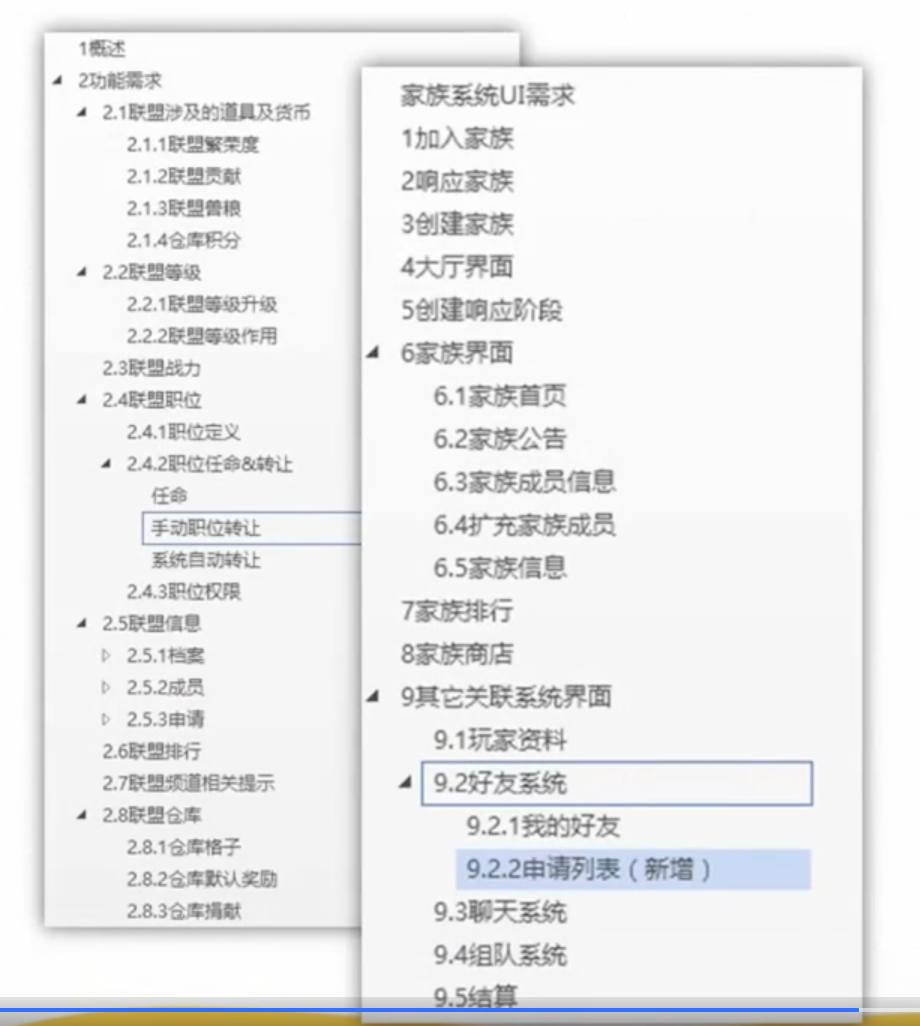 1概述
2功能需求
2.1联盟涉及的道具及货币
2.1.1联盟繁荣度
2.1.2联盟贡献
2.1.3联盟兽粮
2.1.4仓库积分
2.2联盟等级
2.2.1联盟等级升级
2.2.2联盟等级作用
2.3联盟战力
2.4联盟职位
2.4.1职位定义
2.4.2职位任命&转让
任命
手动职位转让
系统自动转让
2.4.3职位权限
2.5联盟信息
2.5.1档案
2.5.2成员
2.5.3申请
2.6联盟排行
2.7联盟频道相关提示
2.8联盟仓库
2.8.1仓库格子
2.8.2仓库默认奖励
2.8.3仓库捐献
家族系统UI需求
1加入家族
2响应家族
3创建家族
4大厅界面
5创建响应阶段
6家族界面
6.1家族首页
6.2家族公告
6.3家族成员信息
6.4扩充家族成员
6.5家族信息
7家族排行
8家族商店
9其它关联系统界面
9.1玩家资料
9.2好友系统
9.2.1我的好友
9.2.2申请列表（新增）
9.3聊天系统
9.4组队系统
9.5结算